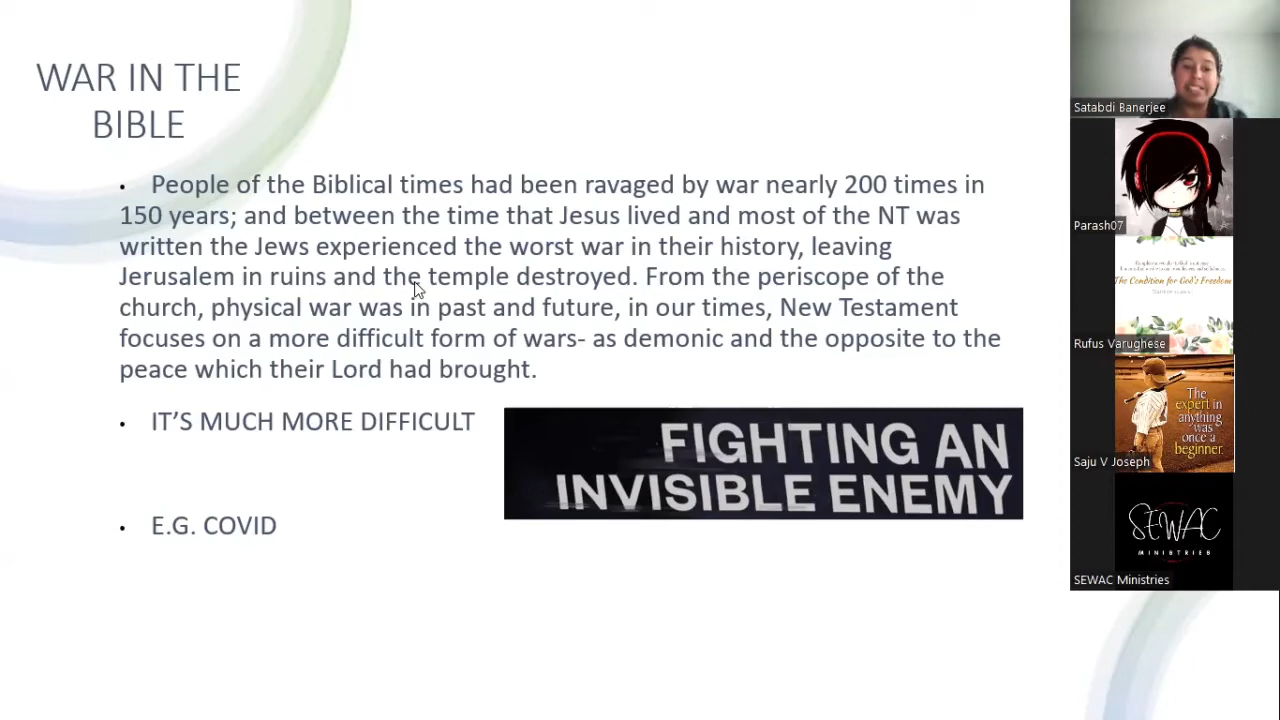 WAR IN THE
BIBLE
• People of the Biblical times had been ravaged by war nearly 200 times in
150 years; and between the time that Jesus lived and most of the NT was
written the Jews experienced the worst war in their history, leaving
Jerusalem in ruins and the temple destroyed. From the periscope of the
church, physical war was in past and future, in our times, New Testament
focuses on a more difficult form of wars- as demonic and the opposite to the
peace which their Lord had brought.
• IT’S MUCH MORE DIFFICULT
FIGHTING AN
INVISIBLE ENEMY
• E.G. COVID
Satabdi Banerjee
Parash07
The Condition for God's Freedom
Rufus Varughese
The
expert in
anything
was
once a
beginner.
Saju V Joseph
SEWAC
MINISTRIES
SEWAC Ministries